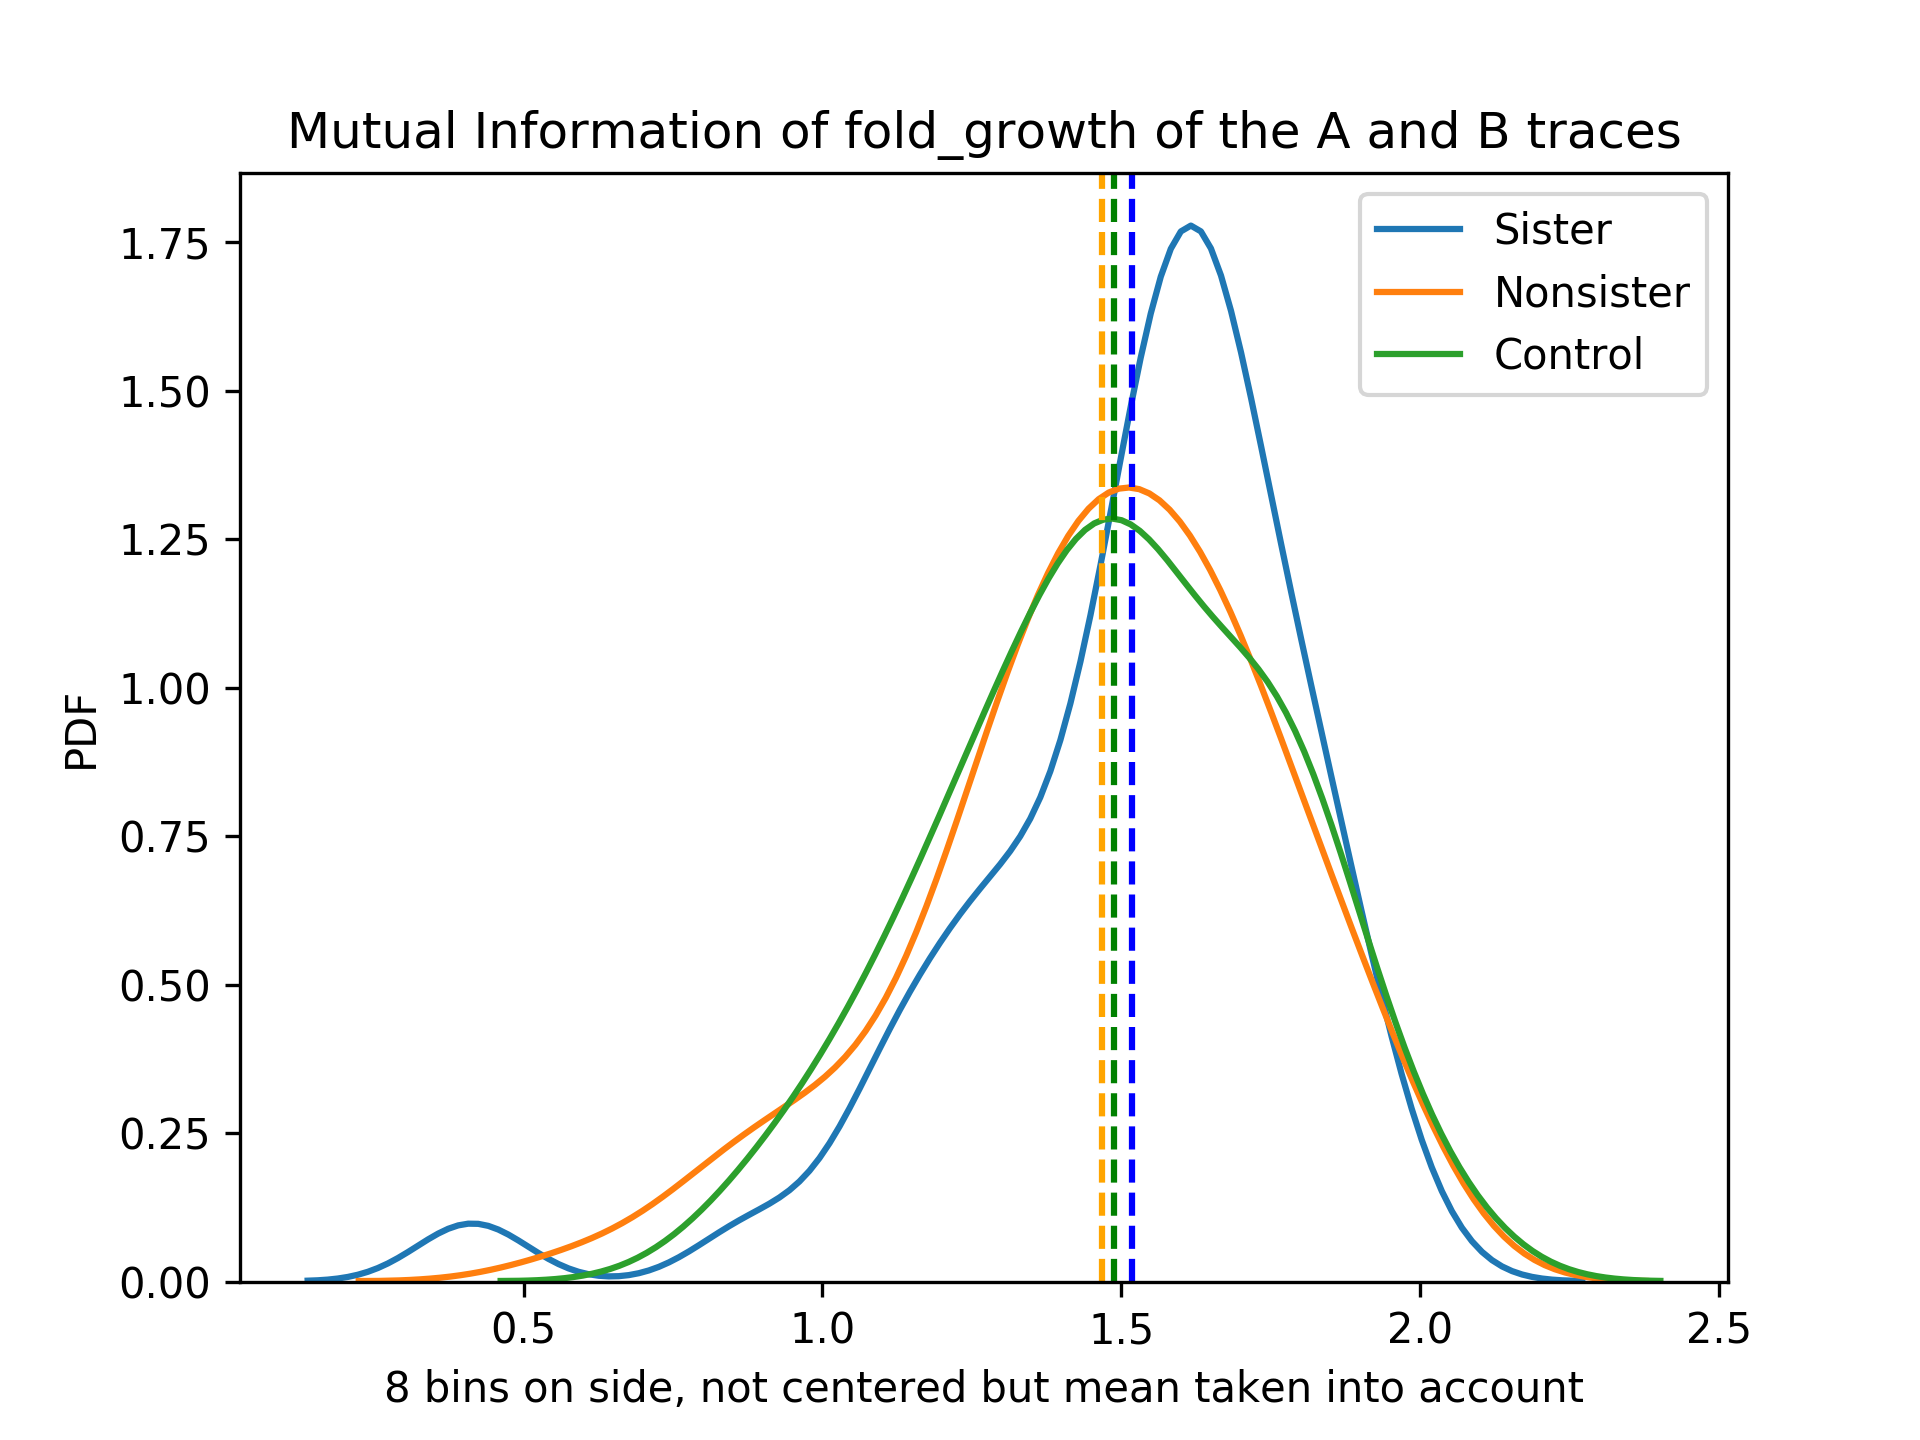 Mutual Information of fold_growth of the A and B traces
Sister
Nonsister
Control
PDF
1.75
1.50
1.25
1.00
0.75
0.50
0.25
0.00
0.5 1.0 1.5 2.0 2.5
8 bins on side, not centered but mean taken into account